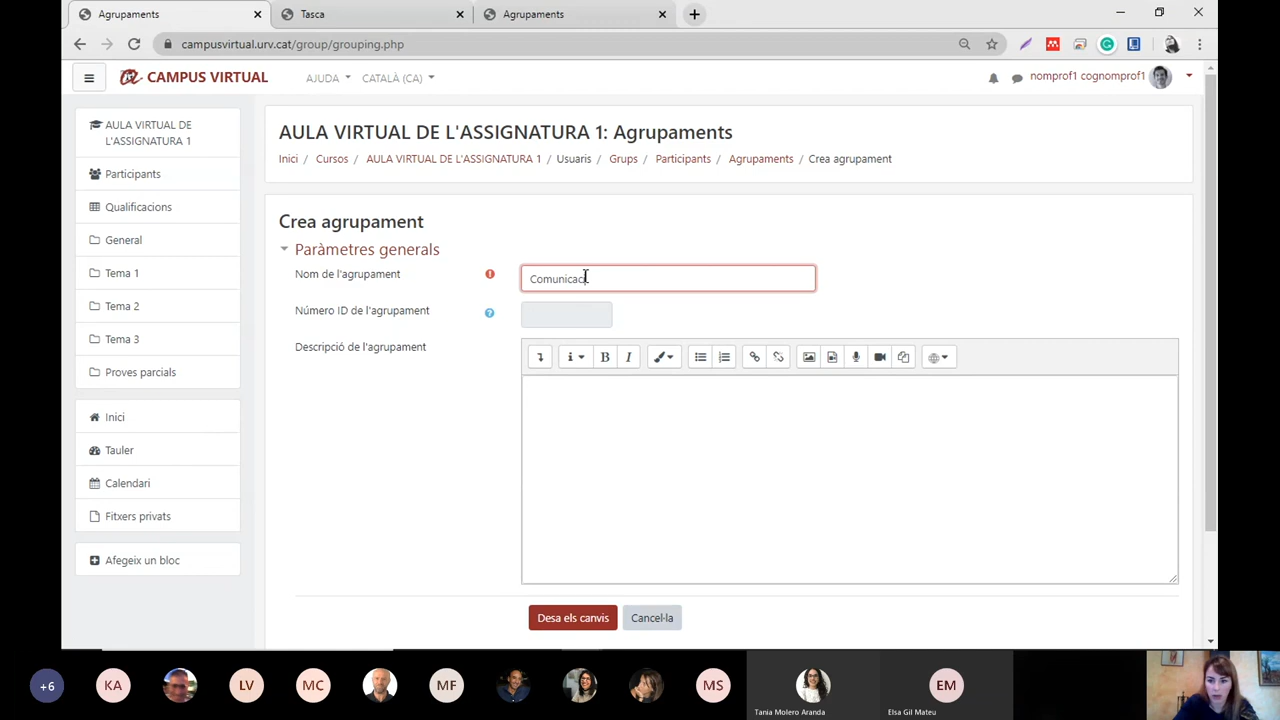 Agrupaments
Tasca
Agrupaments
campusvirtual.urv.cat/group/grouping.php
CAMPUS VIRTUAL
AJUDA
CATALÀ (CA)
nomprof1 cognomprof1
AULA VIRTUAL DE
L'ASSIGNATURA 1
Participants
Qualificacions
General
Tema 1
Tema 2
Tema 3
Proves parcials
Inici
Tauler
Calendari
Fitxers privats
Afegeix un bloc
AULA VIRTUAL DE L'ASSIGNATURA 1: Agrupaments
Inici / Cursos / AULA VIRTUAL DE L'ASSIGNATURA 1 / Usuaris / Grups / Participants / Agrupaments / Crea agrupament
Crea agrupament
Paràmetres generals
Nom de l'agrupament
Comunicaci
Número ID de l'agrupament
Descripció de l'agrupament
Desa els canvis
Cancel·la
+6
KA
LV
MC
MF
MS
Tania Molero Aranda
EM
Elsa Gil Mateu